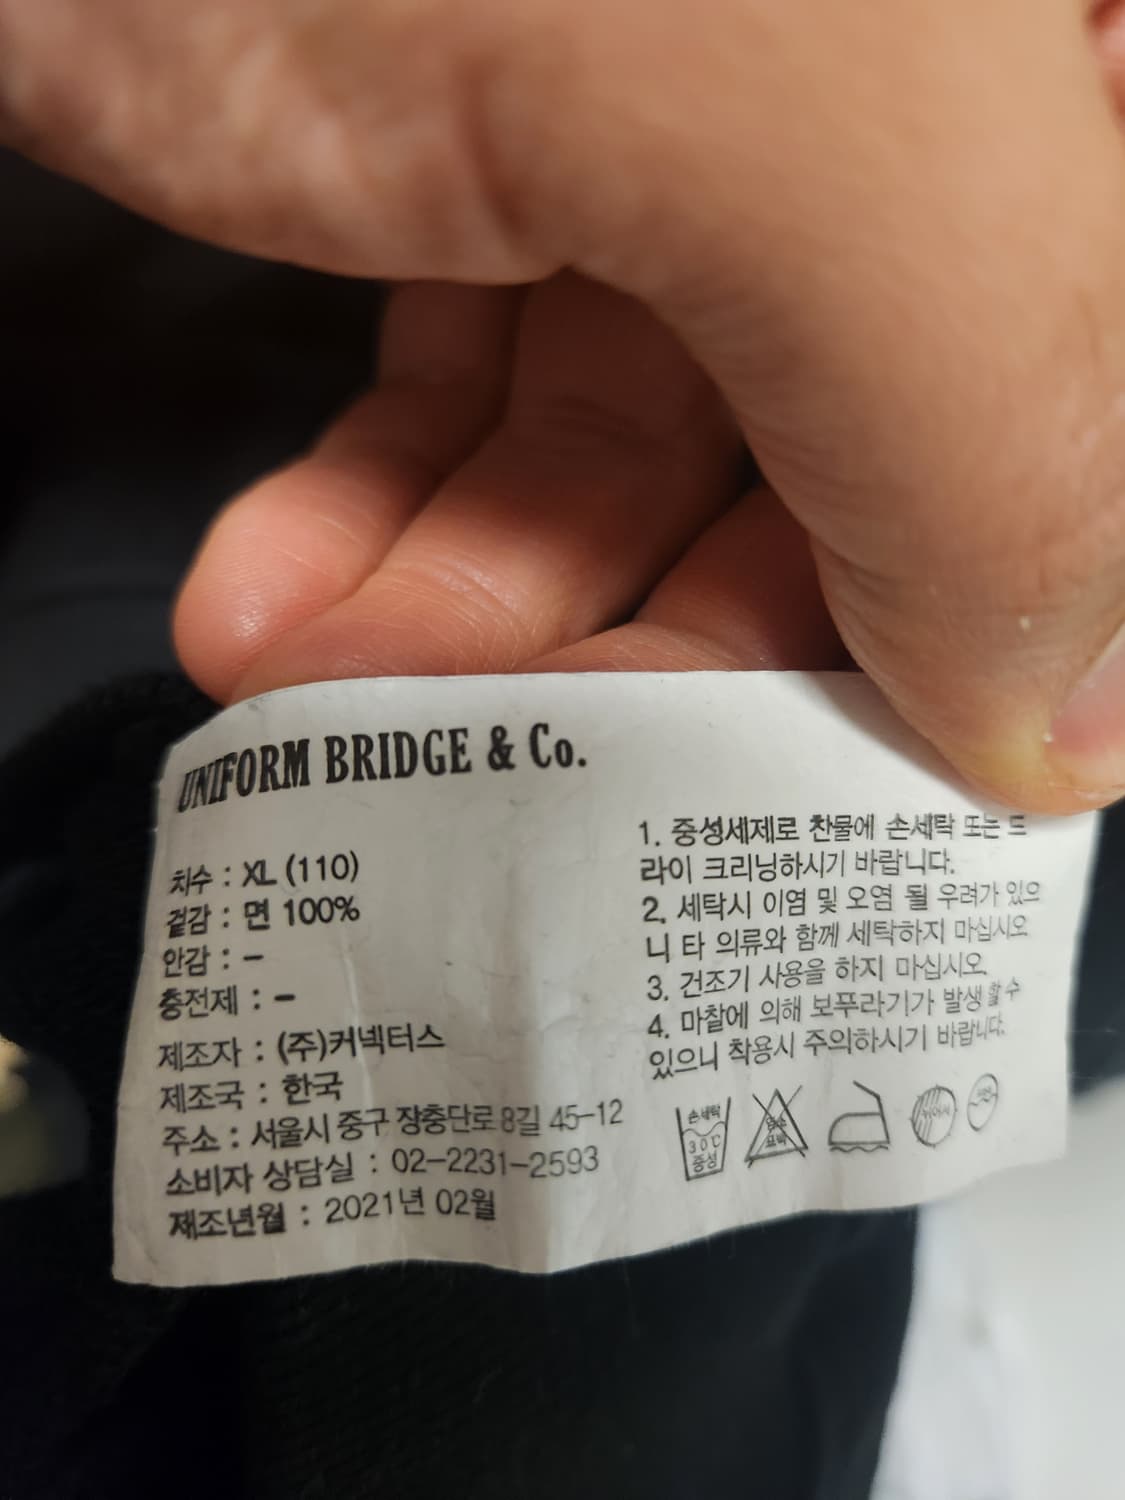 UNIFORM BRIDGE & Co.
치수 : XL (110)
겉감 : 면 100%
안감 : -
충전제 : -
제조자 : (주)커넥터스
제조국 : 한국
주소 : 서울시 중구 장충단로 8길 45-12
소비자 상담실 : 02-2231-2593
제조년월 : 2021년 02월
1. 중성세제로 찬물에 손세탁 또는 드
라이 크리닝하시기 바랍니다.
2. 세탁시 이염 및 오염 될 우려가 있으
니 타 의류와 함께 세탁하지 마십시오
3. 건조기 사용을 하지 마십시오
4. 마찰에 의해 보푸라기가 발생할 수
있으니 착용시 주의하시기 바랍니다.
손세탁
30℃
중성
염소
표백